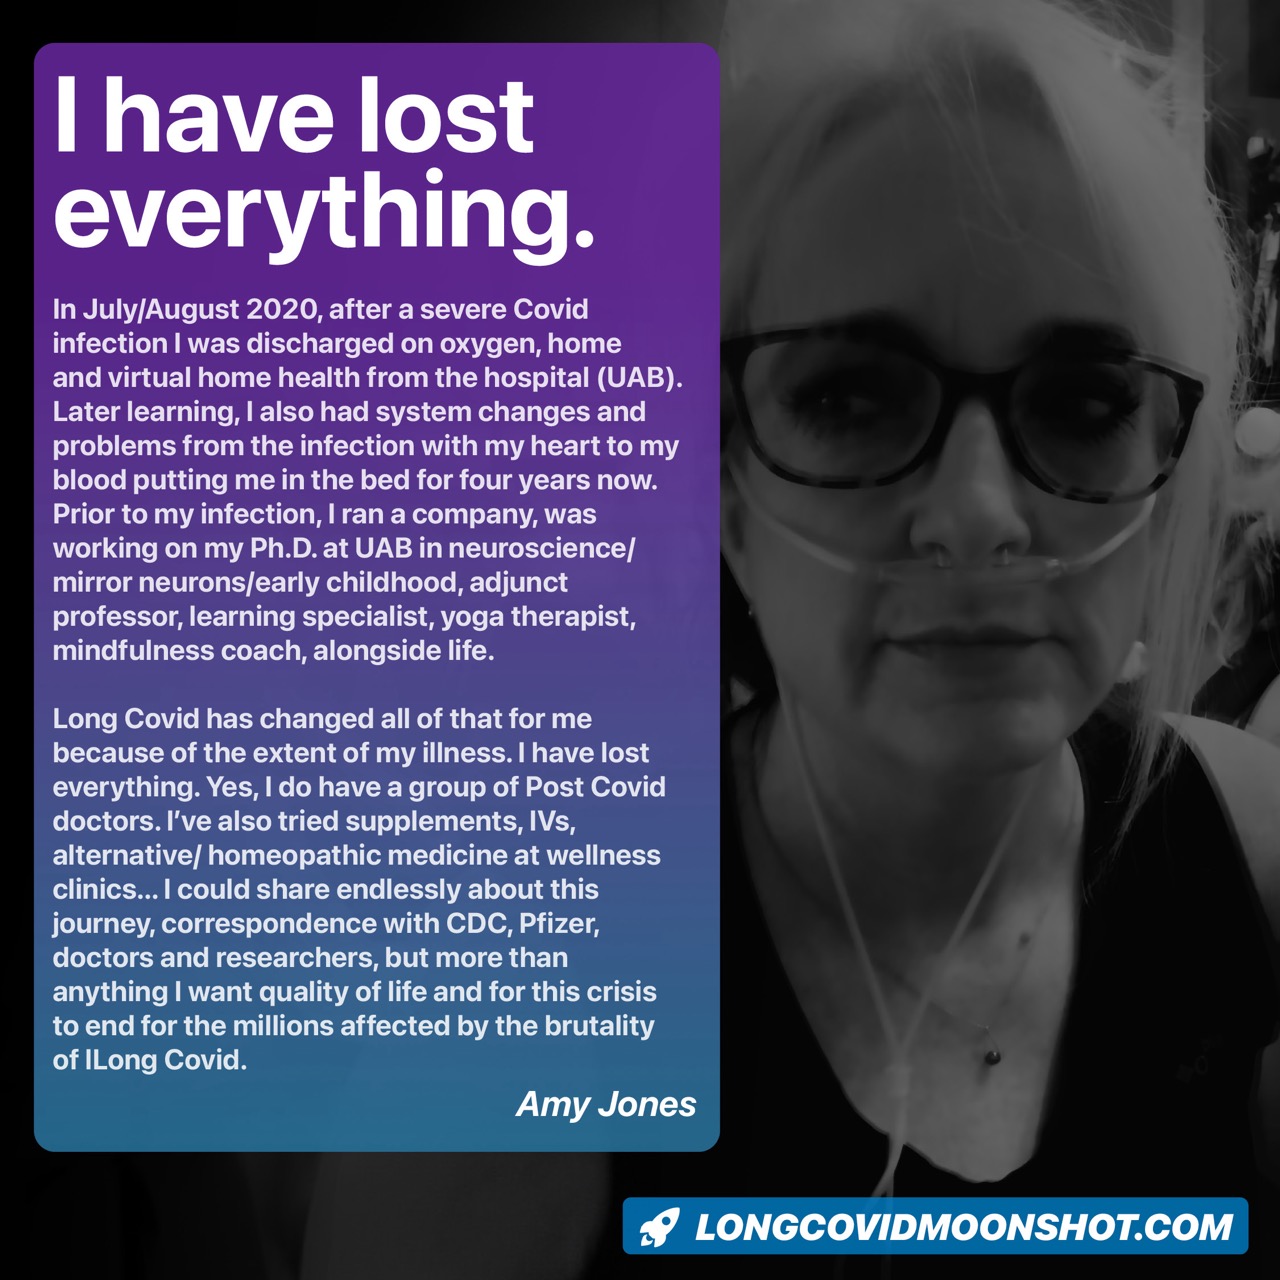 I have lost
everything.
In July/August 2020, after a severe Covid
infection I was discharged on oxygen, home
and virtual home health from the hospital (UAB).
Later learning, I also had system changes and
problems from the infection with my heart to my
blood putting me in the bed for four years now.
Prior to my infection, I ran a company, was
working on my Ph.D. at UAB in neuroscience/
mirror neurons/early childhood, adjunct
professor, learning specialist, yoga therapist,
mindfulness coach, alongside life.
Long Covid has changed all of that for me
because of the extent of my illness. I have lost
everything. Yes, I do have a group of Post Covid
doctors. I’ve also tried supplements, IVs,
alternative/ homeopathic medicine at wellness
clinics... I could share endlessly about this
journey, correspondence with CDC, Pfizer,
doctors and researchers, but more than
anything I want quality of life and for this crisis
to end for the millions affected by the brutality
of lLong Covid.
Amy Jones
LONGCOVIDMOONSHOT.COM